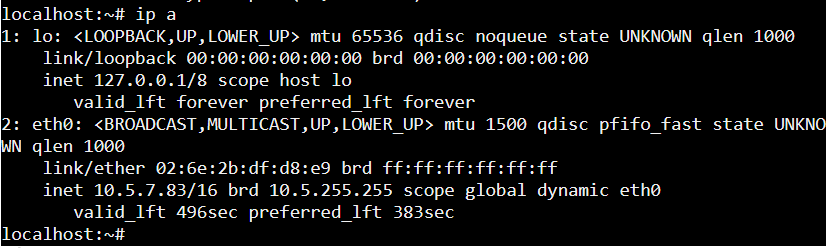 localhost:~# ip a
1: lo: <LOOPBACK,UP,LOWER_UP> mtu 65536 qdisc noqueue state UNKNOWN qlen 1000
    link/loopback 00:00:00:00:00:00 brd 00:00:00:00:00:00
    inet 127.0.0.1/8 scope host lo
       valid_lft forever preferred_lft forever
2: eth0: <BROADCAST,MULTICAST,UP,LOWER_UP> mtu 1500 qdisc pfifo_fast state UNKNO
WN qlen 1000
    link/ether 02:6e:2b:df:d8:e9 brd ff:ff:ff:ff:ff:ff
    inet 10.5.7.83/16 brd 10.5.255.255 scope global dynamic eth0
       valid_lft 496sec preferred_lft 383sec
localhost:~#